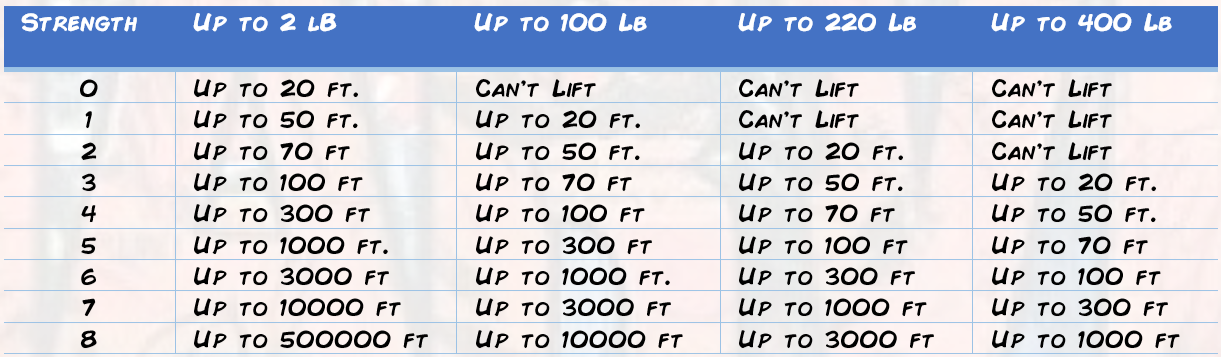 Strength Up to 2 lB Up to 100 Lb Up to 220 Lb Up to 400 Lb
0 Up to 20 ft. Can't Lift Can't Lift Can't Lift
1 Up to 50 ft. Up to 20 ft. Can't Lift Can't Lift
2 Up to 70 ft Up to 50 ft. Up to 20 ft. Can't Lift
3 Up to 100 ft Up to 70 ft Up to 50 ft. Up to 20 ft.
4 Up to 300 ft Up to 100 ft Up to 70 ft Up to 50 ft.
5 Up to 1000 ft. Up to 300 ft Up to 100 ft Up to 70 ft
6 Up to 3000 ft Up to 1000 ft. Up to 300 ft Up to 100 ft
7 Up to 10000 ft Up to 3000 ft Up to 1000 ft Up to 300 ft
8 Up to 500000 ft Up to 10000 ft Up to 3000 ft Up to 1000 ft